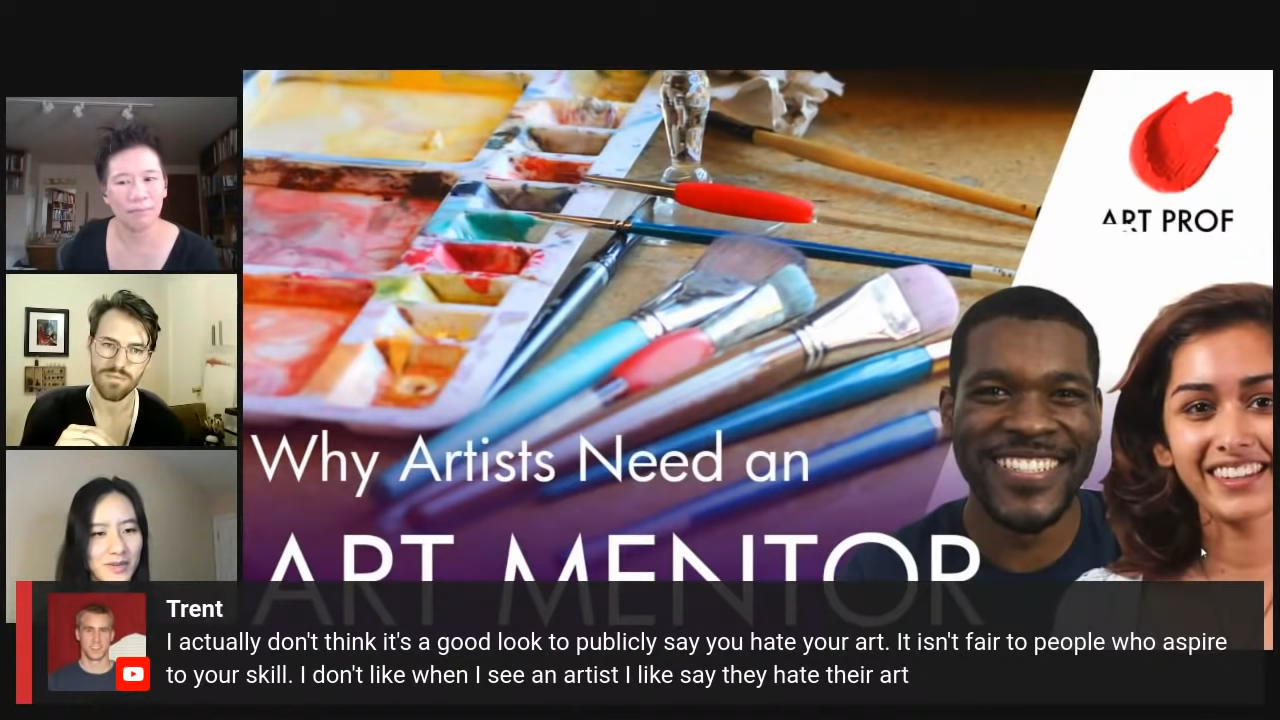 ART PROF
Why Artists Need an
ART MENTOR
Trent
I actually don't think it's a good look to publicly say you hate your art. It isn't fair to people who aspire
to your skill. I don't like when I see an artist I like say they hate their art